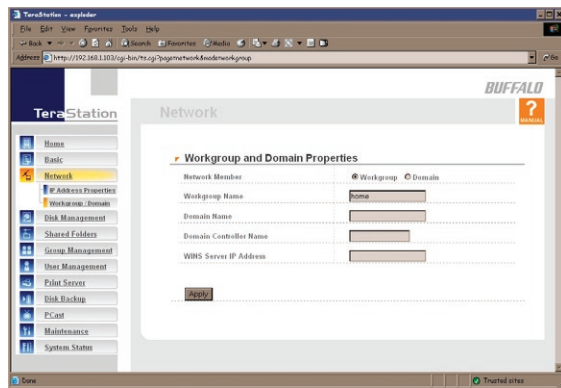 TeraStation - exploder
File Edit View Favorites Tools Help
Back Search Favorites Media
Address http://192.168.1.103/cgi-bin/ts.cgi?page=network&mode=workgroup Go
BUFFALO
TeraStation
Network
?
MANUAL
Home
Basic
Network
IP Address Properties
Workgroup / Domain
Disk Management
Shared Folders
Group Management
User Management
Print Server
Disk Backup
PCast
Maintenance
System Status
Workgroup and Domain Properties
Network Member Workgroup Domain
Workgroup Name home
Domain Name
Domain Controller Name
WINS Server IP Address
Apply
Done Trusted sites